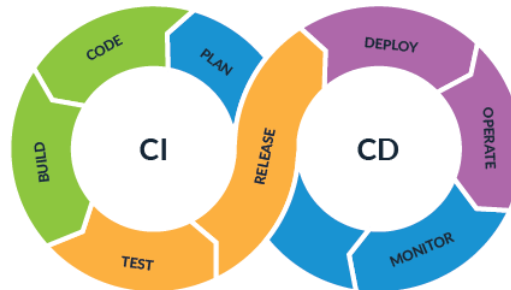 CODE
PLAN
BUILD
CI
TEST
RELEASE
DEPLOY
OPERATE
CD
MONITOR